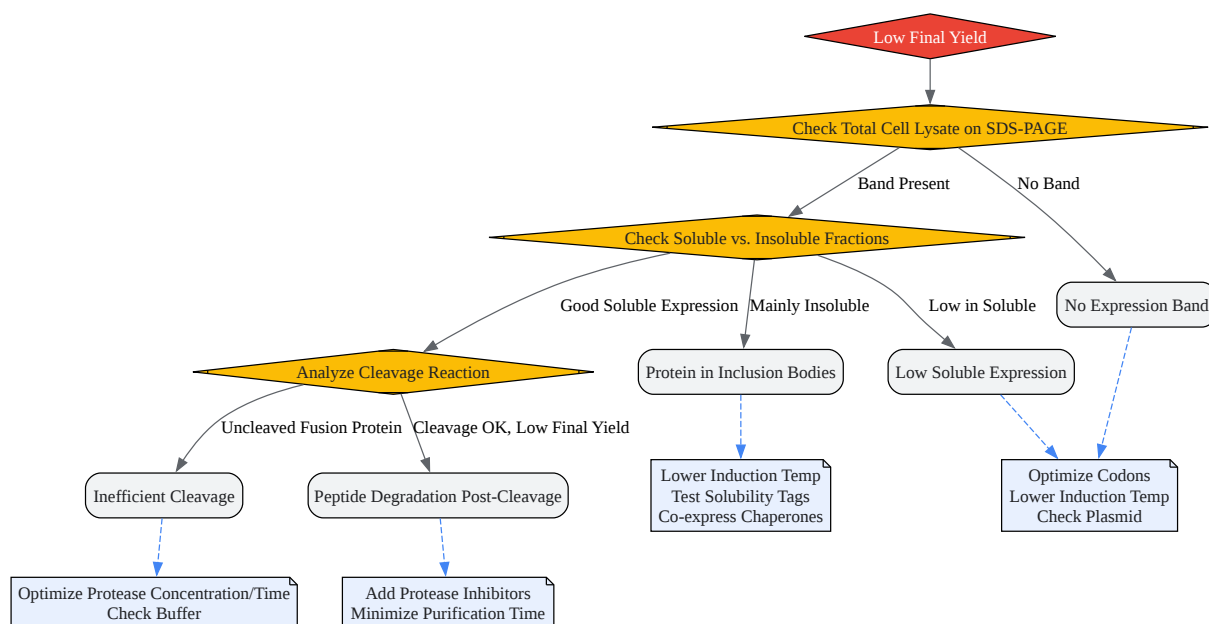 Low Final Yield
Check Total Cell Lysate on SDS-PAGE
Band Present
No Band
Check Soluble vs. Insoluble Fractions
Good Soluble Expression
Mainly Insoluble
Low in Soluble
No Expression Band
Analyze Cleavage Reaction
Protein in Inclusion Bodies
Low Soluble Expression
Uncleaved Fusion Protein
Cleavage OK, Low Final Yield
Inefficient Cleavage
Peptide Degradation Post-Cleavage
Lower Induction Temp
Test Solubility Tags
Co-express Chaperones
Optimize Codons
Lower Induction Temp
Check Plasmid
Optimize Protease Concentration/Time
Check Buffer
Add Protease Inhibitors
Minimize Purification Time